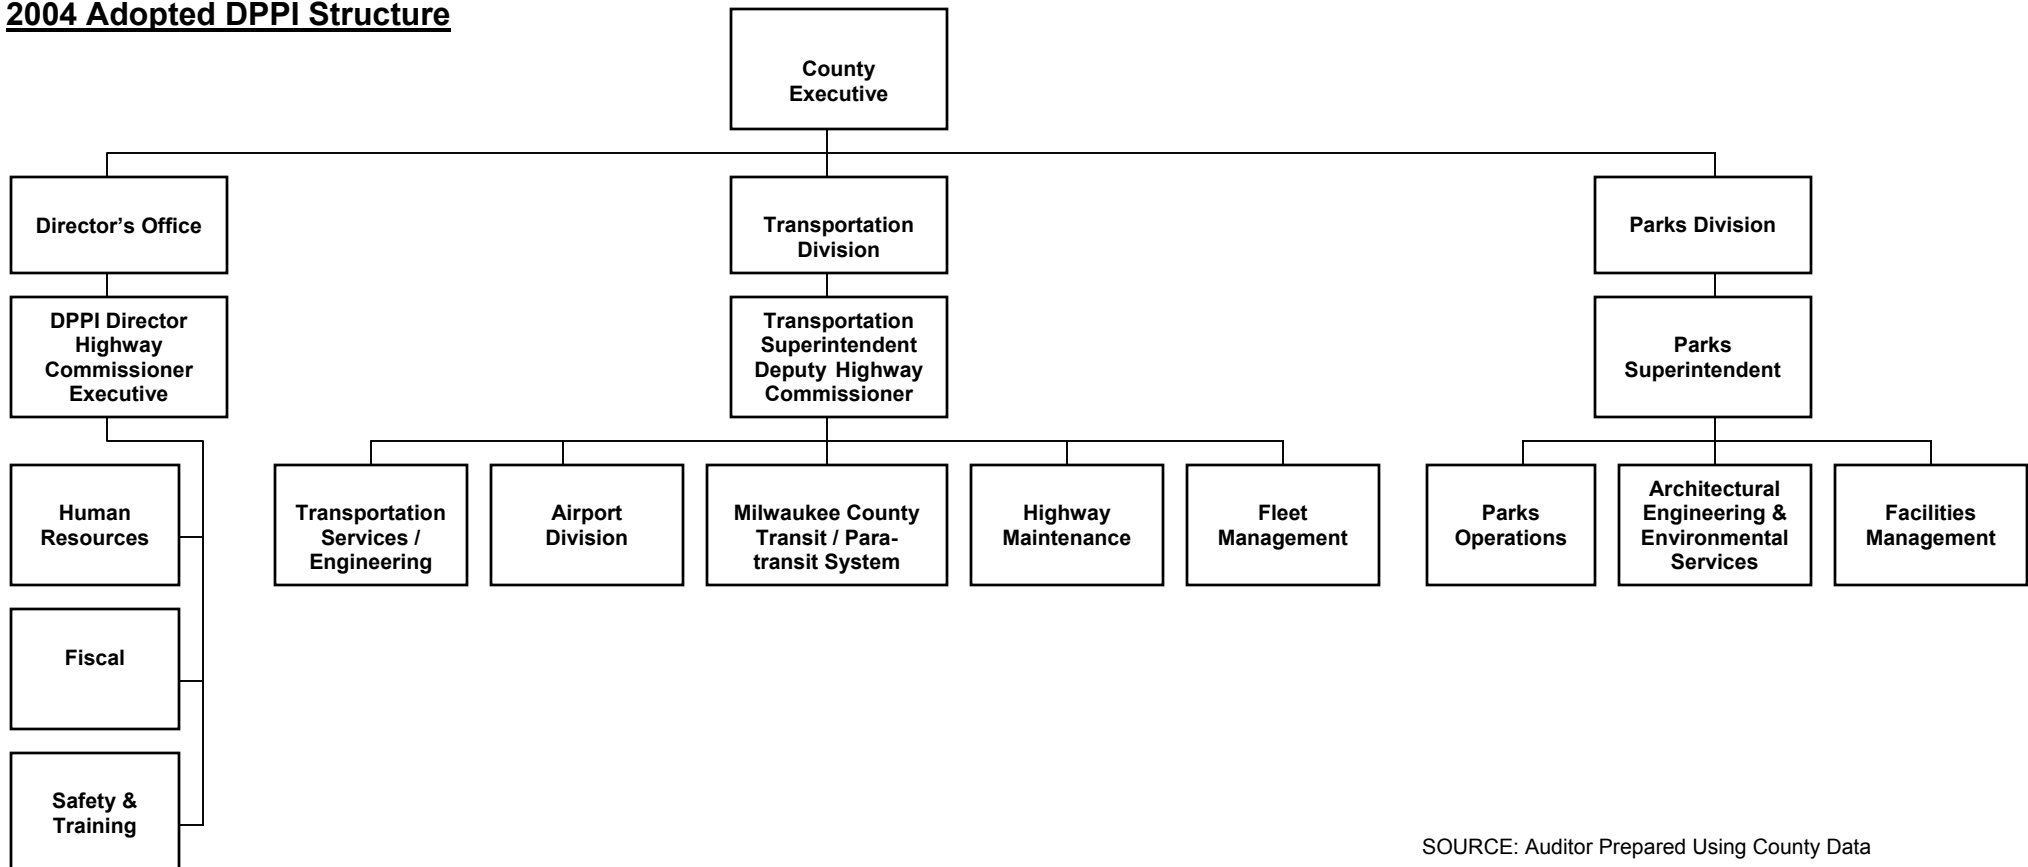 2004 Adopted DPPI Structure
County
Executive
Director’s Office
Transportation
Division
Parks Division
DPPI Director
Highway
Commissioner
Executive
Transportation
Superintendent
Deputy Highway
Commissioner
Parks
Superintendent
Human
Resources
Transportation
Services /
Engineering
Airport
Division
Milwaukee County
Transit / Para-
transit System
Highway
Maintenance
Fleet
Management
Parks
Operations
Architectural
Engineering &
Environmental
Services
Facilities
Management
Fiscal
Safety &
Training
SOURCE: Auditor Prepared Using County Data